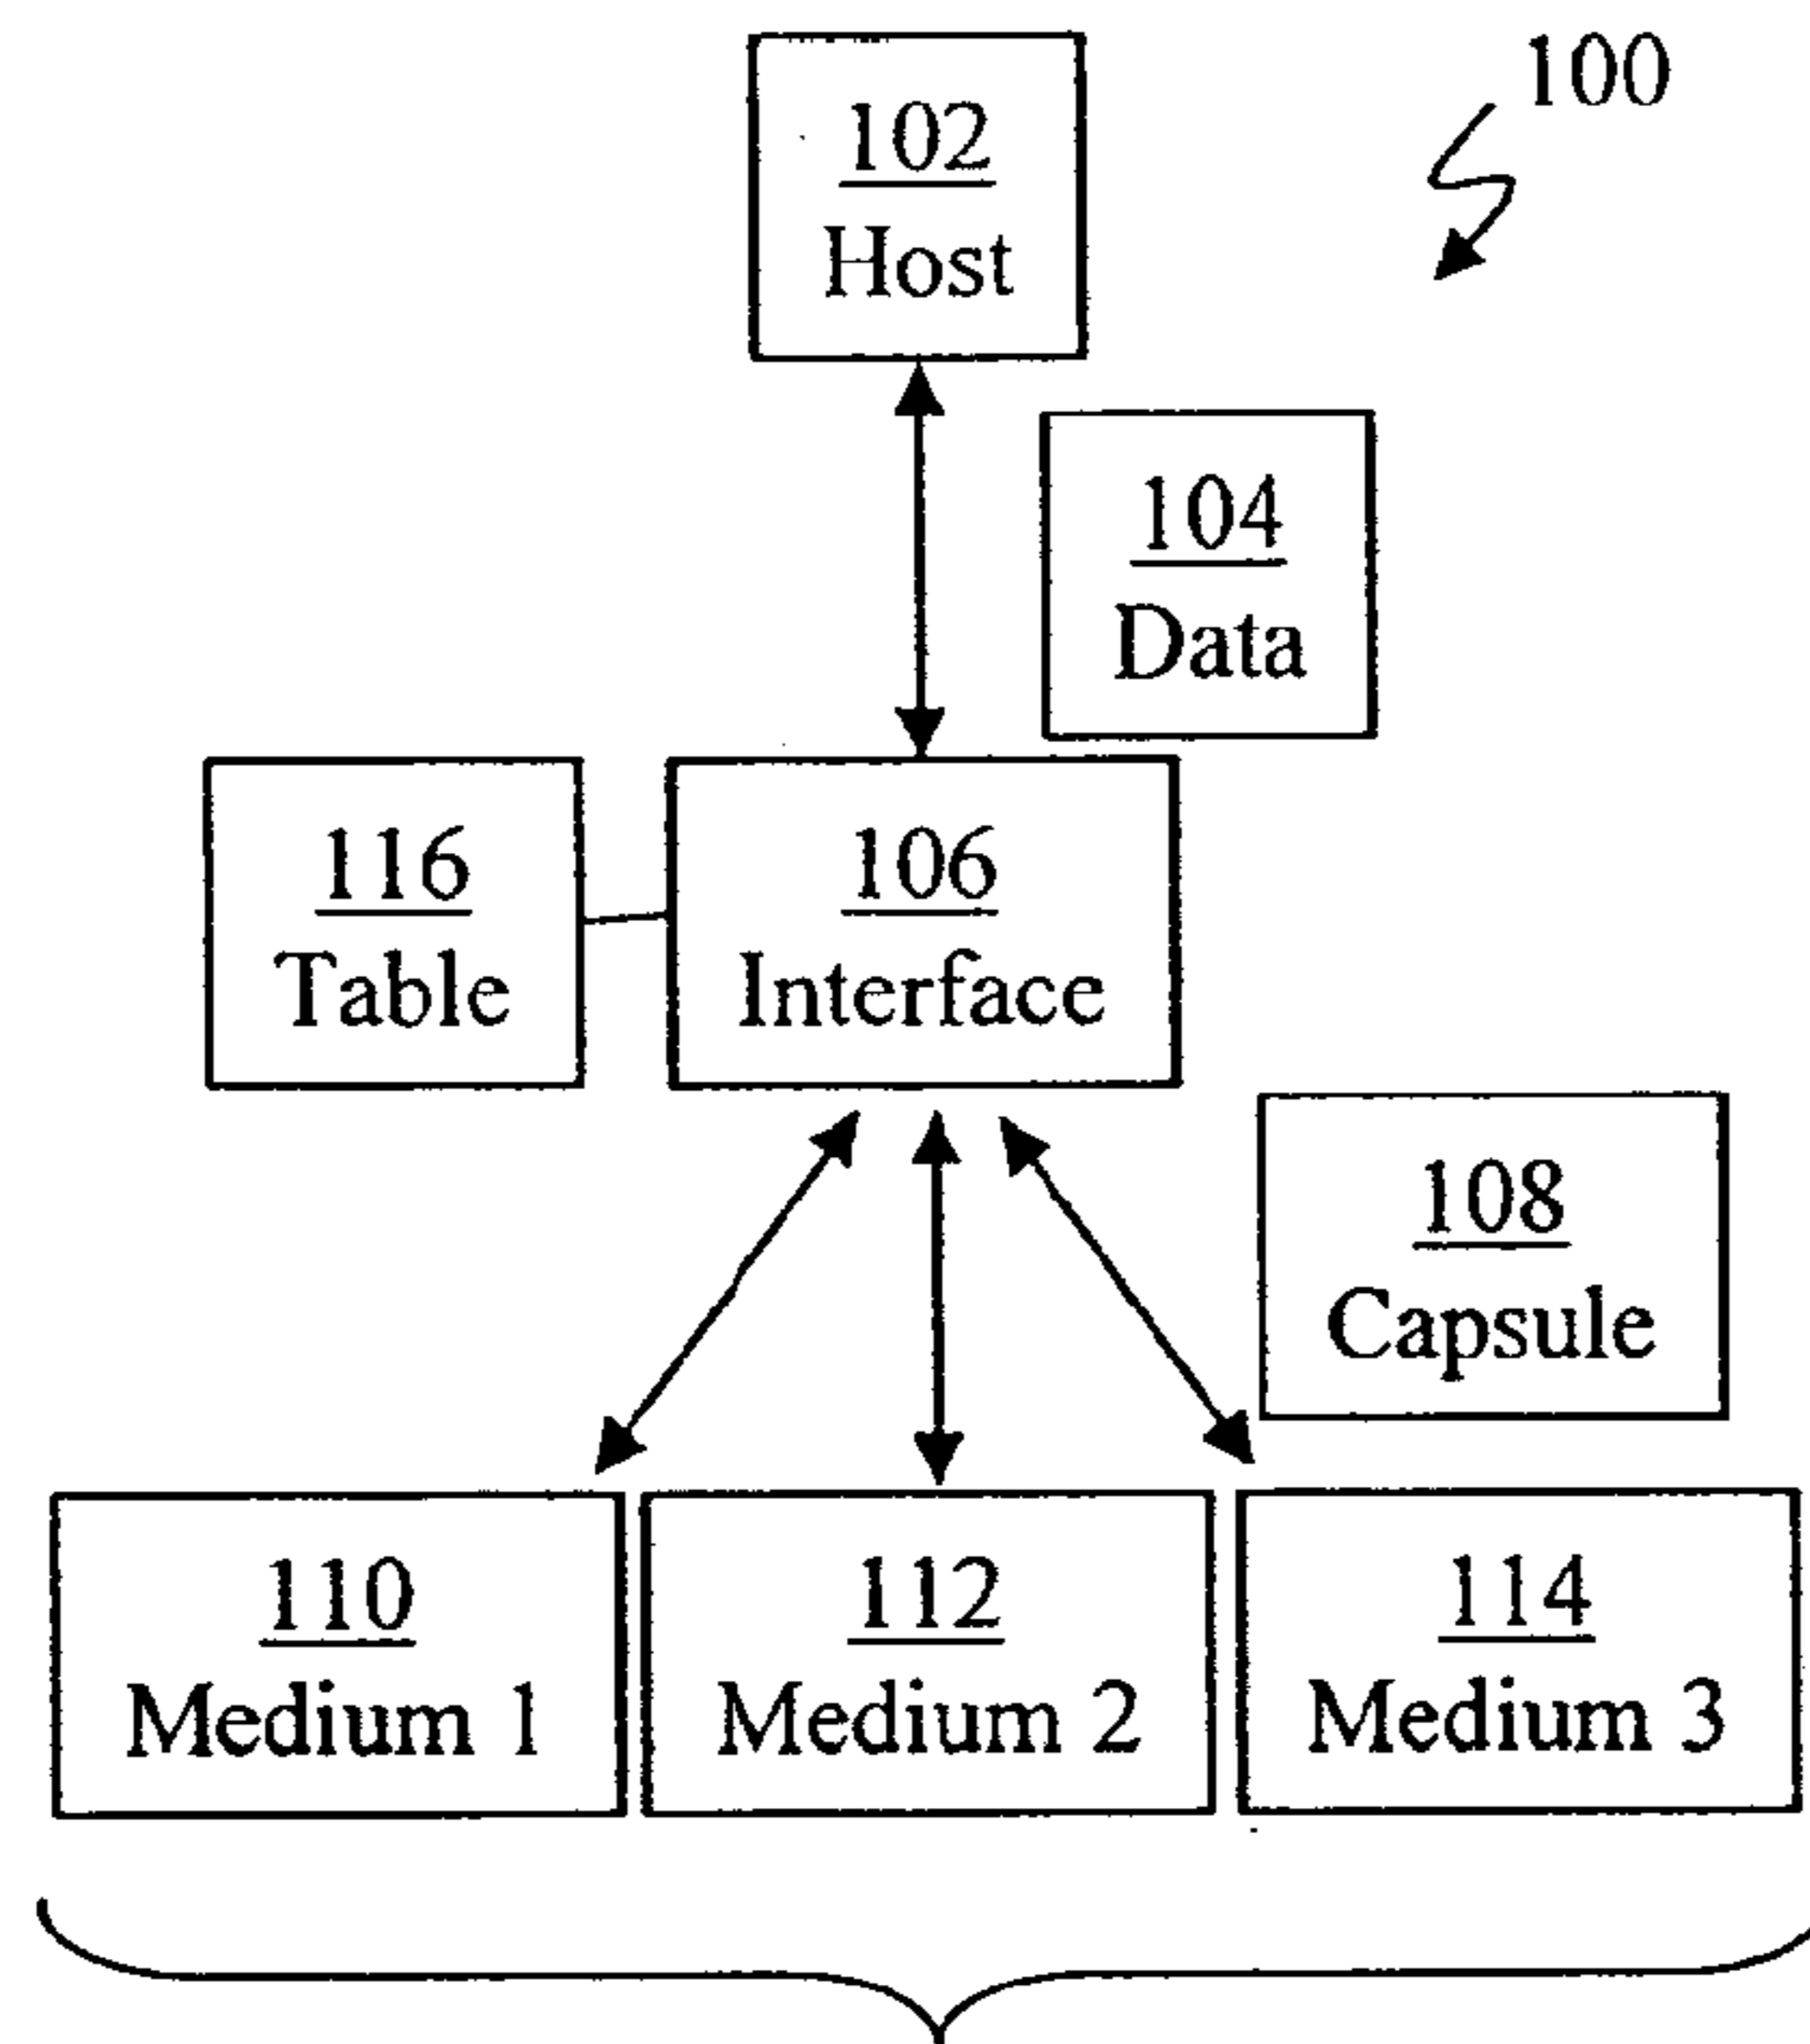 100
102
Host
104
Data
116
Table
106
Interface
108
Capsule
110
Medium 1
112
Medium 2
114
Medium 3